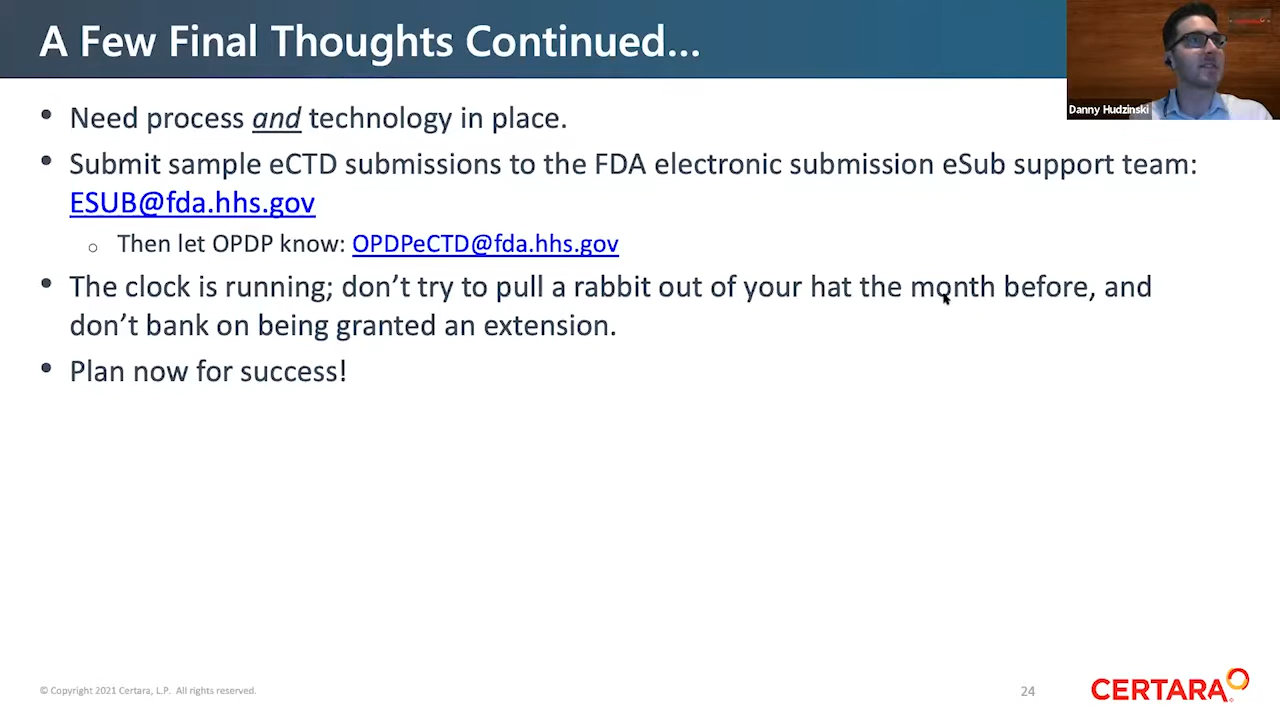 A Few Final Thoughts Continued...
Danny Hudzinski
• Need process and technology in place.
• Submit sample eCTD submissions to the FDA electronic submission eSub support team:
ESUB@fda.hhs.gov
○ Then let OPDP know: OPDPeCTD@fda.hhs.gov
• The clock is running; don’t try to pull a rabbit out of your hat the month before, and
don’t bank on being granted an extension.
• Plan now for success!
© Copyright 2021 Certara, L.P. All rights reserved.
24
CERTARA